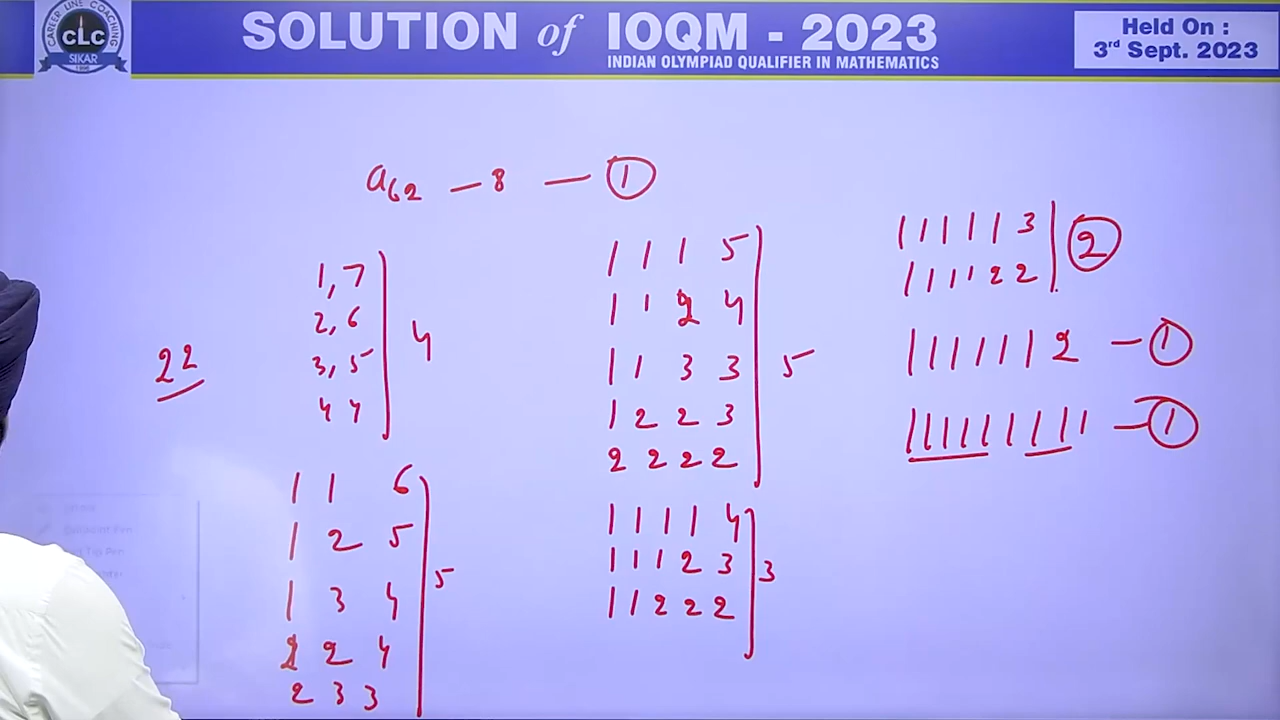 CAREER LINE COACHING
CLC
SIKAR
SOLUTION of IOQM - 2023
INDIAN OLYMPIAD QUALIFIER IN MATHEMATICS
Held On :
3rd Sept. 2023
a62 — 8 — 1
22
1, 7
2, 6
3, 5
4 4
4
1 1 6
1 2 5
1 3 4
2 2 4
2 3 3
5
1 1 1 5
1 1 2 4
1 1 3 3
1 2 2 3
2 2 2 2
5
1 1 1 1 4
1 1 1 2 3
1 1 2 2 2
3
1 1 1 1 1 3
1 1 1 1 2 2
2
1 1 1 1 1 1 2 — 1
1 1 1 1 1 1 1 1 1 — 1